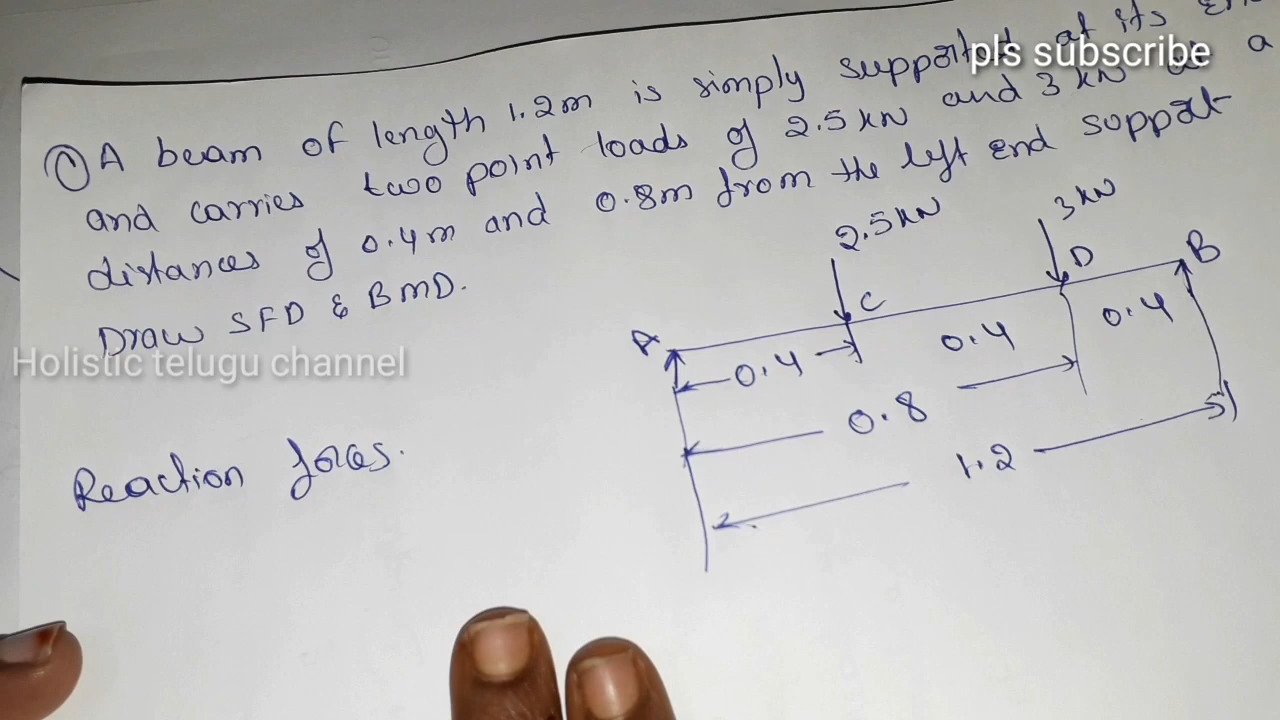 ① A beam of length 1.2m is simply supported at its
and carries two point loads of 2.5 KN and 3 KN at a
distances of 0.4m and 0.8m from the left end support
Draw SFD & BMD.
pls subscribe
Holistic telugu channel
2.5 KN
3 KN
A
C
D
B
0.4
0.4
0.4
0.8
1.2
Reaction forces.